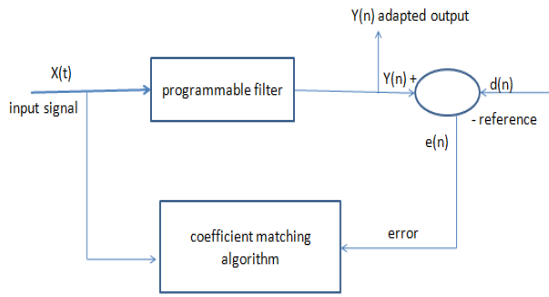 Y(n) adapted output
X(t)
input signal
programmable filter
Y(n) +
d(n)
- reference
e(n)
error
coefficient matching
algorithm